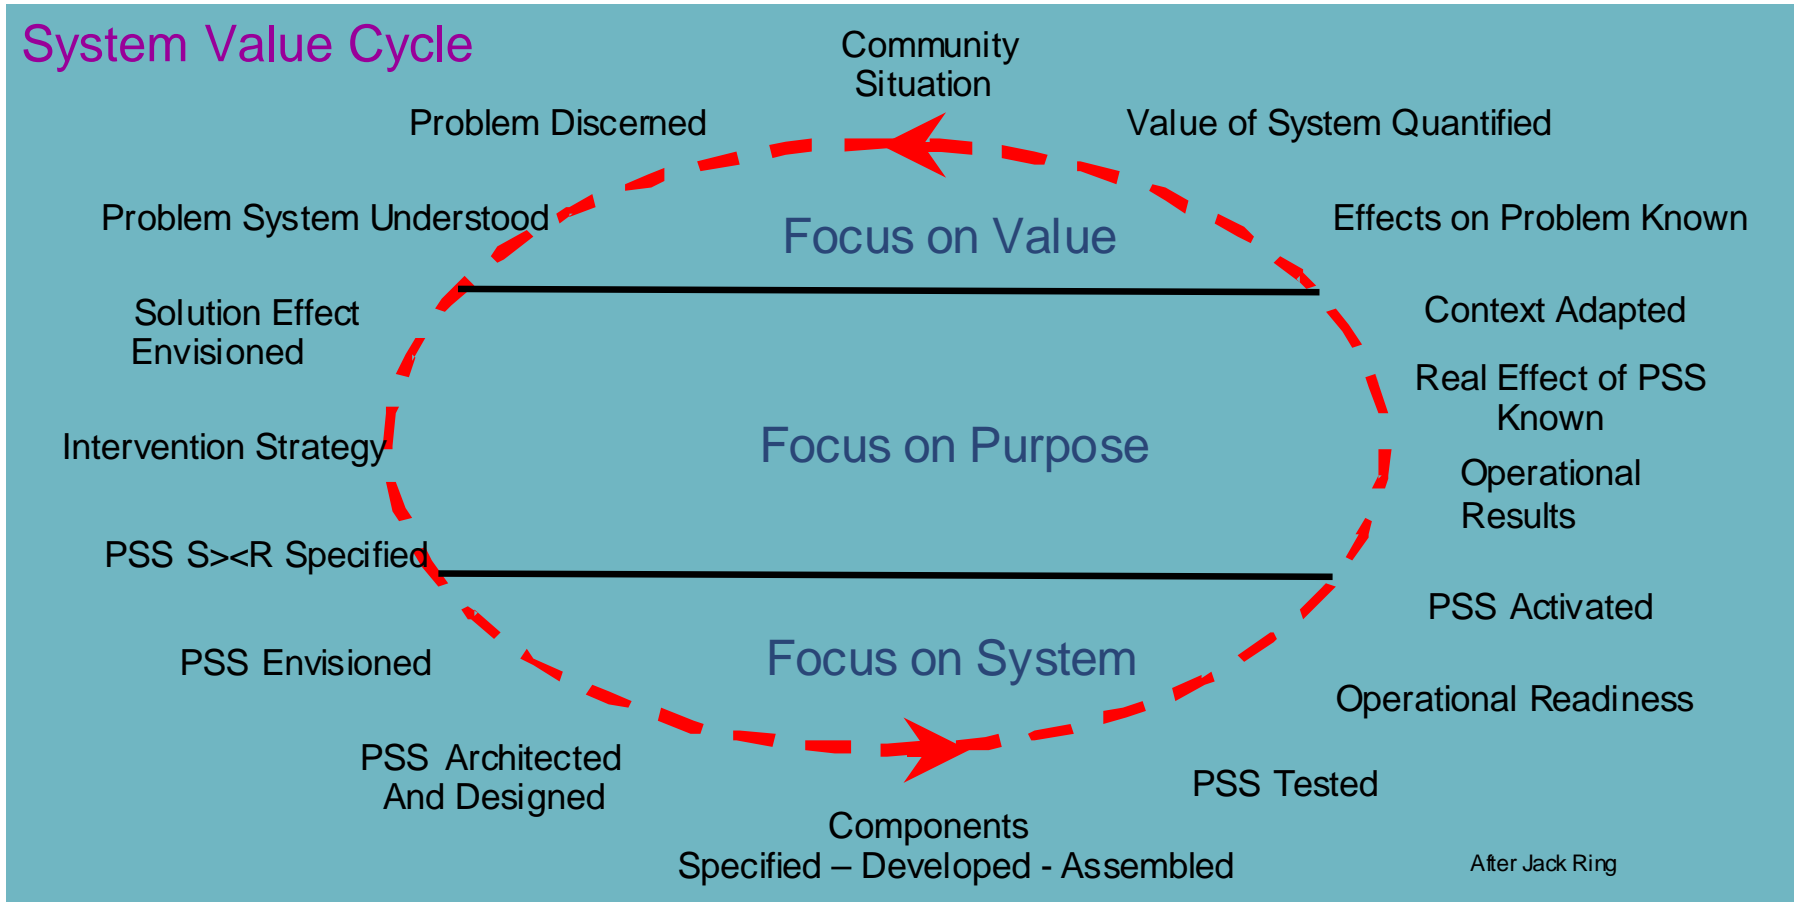 System Value Cycle
Community
Situation
Problem Discerned
Value of System Quantified
Problem System Understood
Focus on Value
Effects on Problem Known
Solution Effect
Envisioned
Context Adapted
Real Effect of PSS
Known
Intervention Strategy
Focus on Purpose
Operational
Results
PSS S><R Specified
PSS Activated
PSS Envisioned
Focus on System
Operational Readiness
PSS Architected
And Designed
PSS Tested
Components
Specified – Developed - Assembled
After Jack Ring